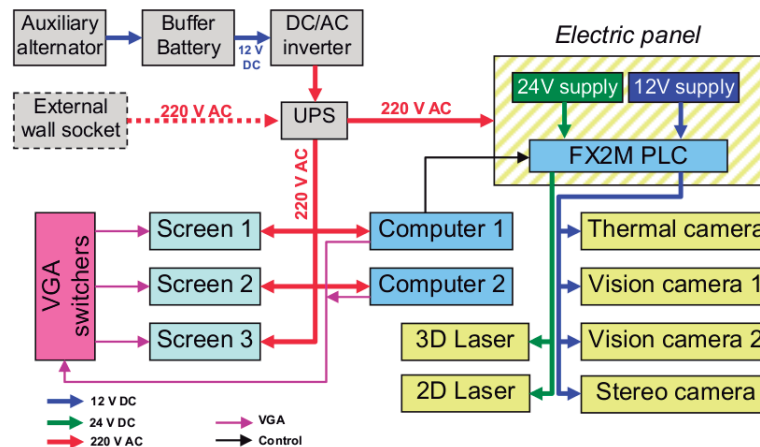 Auxiliary
alternator
Buffer
Battery
12 V
DC
DC/AC
inverter
Electric panel
24V supply
12V supply
External
wall socket
220 V AC
UPS
220 V AC
FX2M PLC
220 V AC
VGA
switchers
Screen 1
Computer 1
Thermal camera
Screen 2
Computer 2
Vision camera 1
Screen 3
3D Laser
Vision camera 2
2D Laser
Stereo camera
12 V DC
24 V DC
220 V AC
VGA
Control